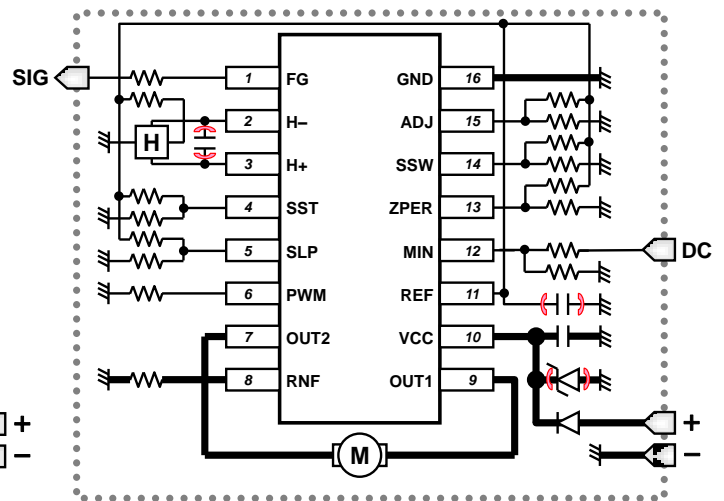 SIG
1 FG
H
2 H–
3 H+
4 SST
5 SLP
6 PWM
7 OUT2
8 RNF
GND 16
ADJ 15
SSW 14
ZPER 13
MIN 12
DC
REF 11
VCC 10
OUT1 9
+
–
M
+
–